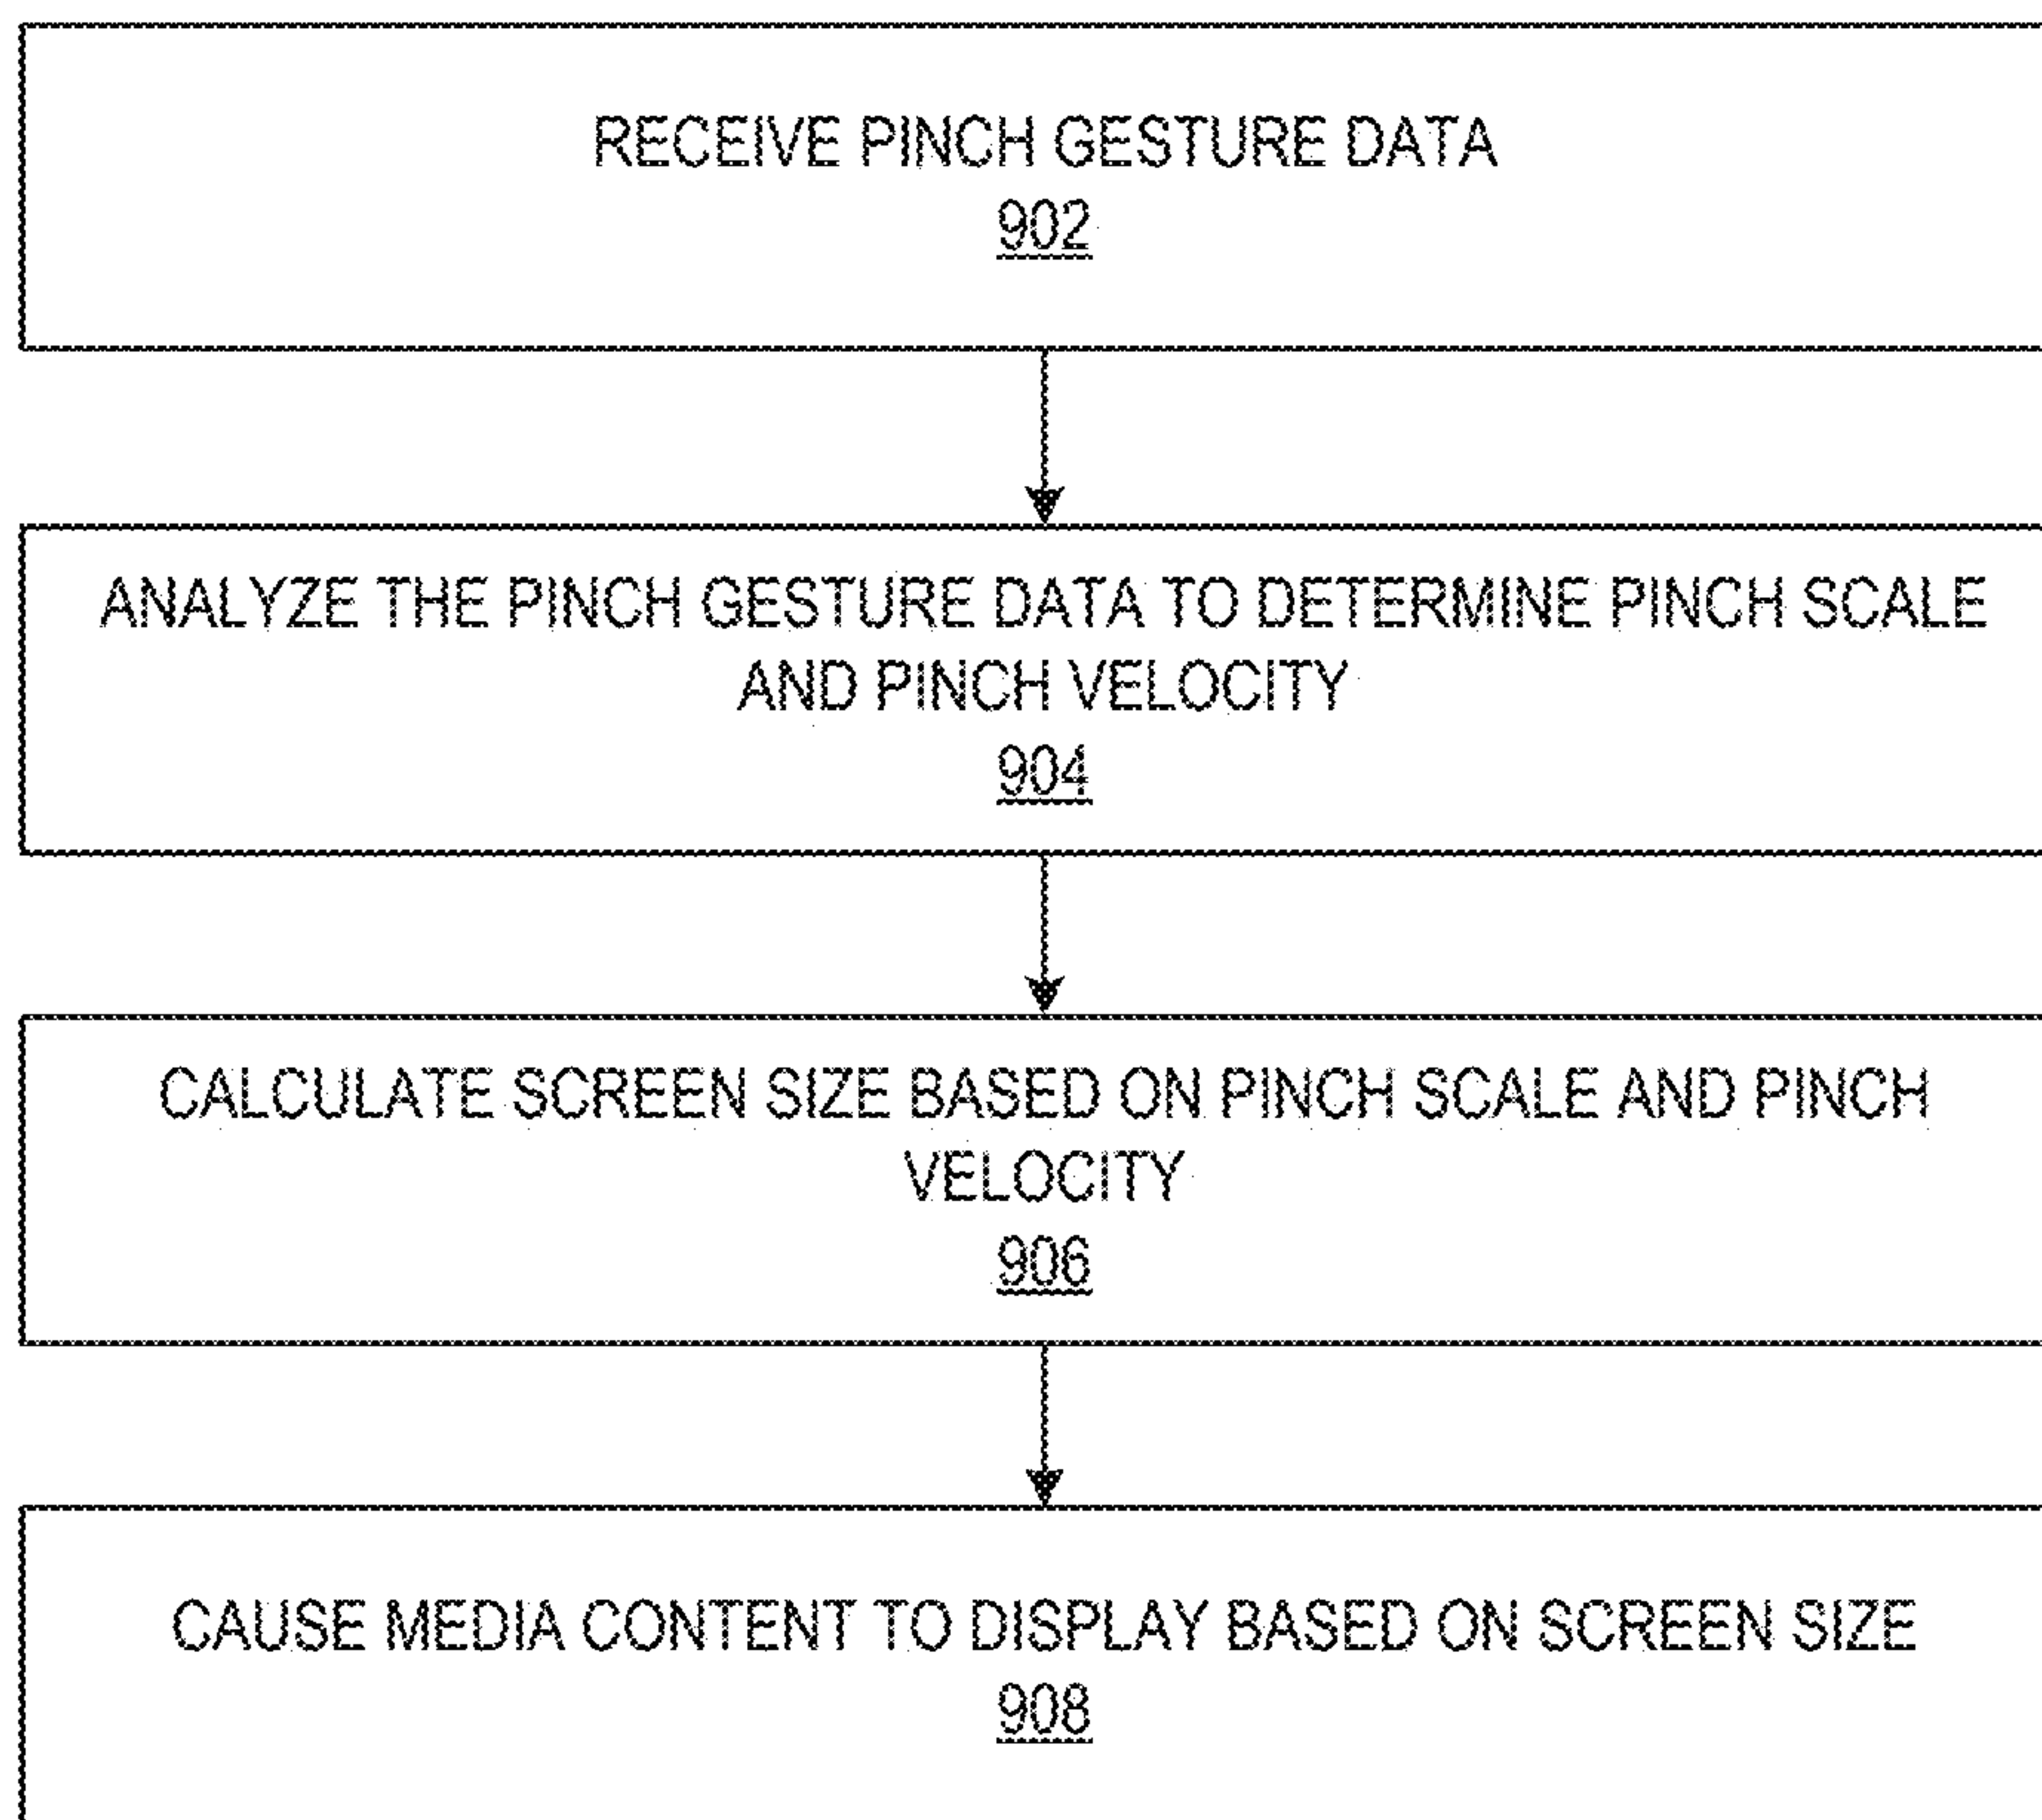 RECEIVE PINCH GESTURE DATA
902
ANALYZE THE PINCH GESTURE DATA TO DETERMINE PINCH SCALE
AND PINCH VELOCITY
904
CALCULATE SCREEN SIZE BASED ON PINCH SCALE AND PINCH
VELOCITY
906
CAUSE MEDIA CONTENT TO DISPLAY BASED ON SCREEN SIZE
908